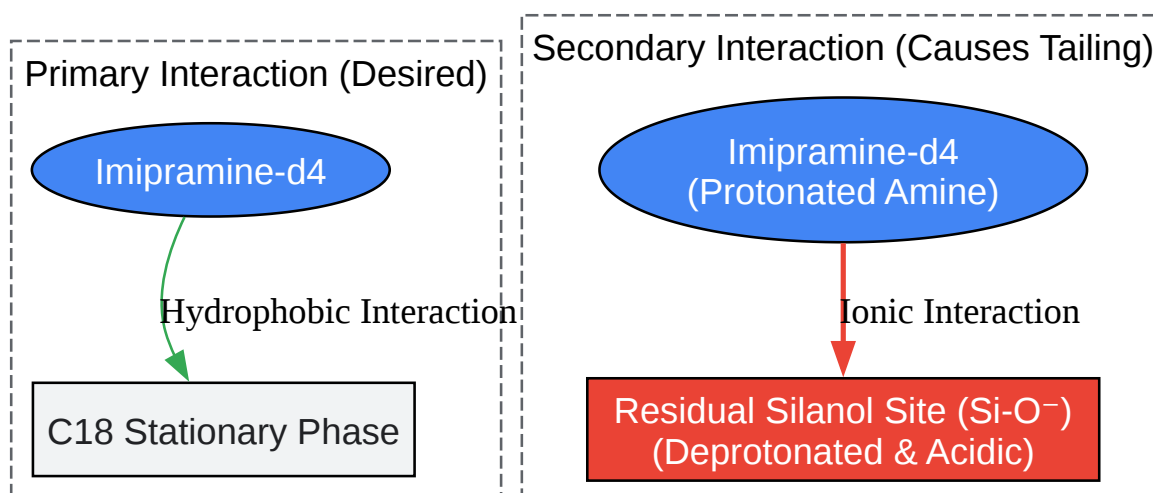 Primary Interaction (Desired)
Imipramine-d4
Hydrophobic Interaction
C18 Stationary Phase
Secondary Interaction (Causes Tailing)
Imipramine-d4
(Protonated Amine)
Ionic Interaction
Residual Silanol Site (Si-O⁻)
(Deprotonated & Acidic)